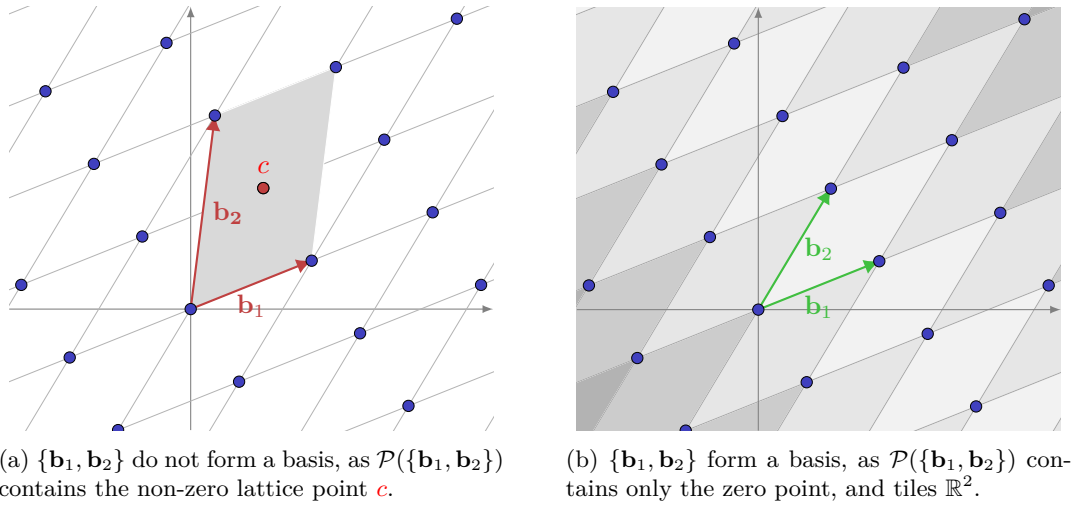 c
b₂
b₁
b₂
b₁
(a) {b₁, b₂} do not form a basis, as 𝒫({b₁, b₂})
contains the non-zero lattice point c.
(b) {b₁, b₂} form a basis, as 𝒫({b₁, b₂}) con-
tains only the zero point, and tiles ℝ².